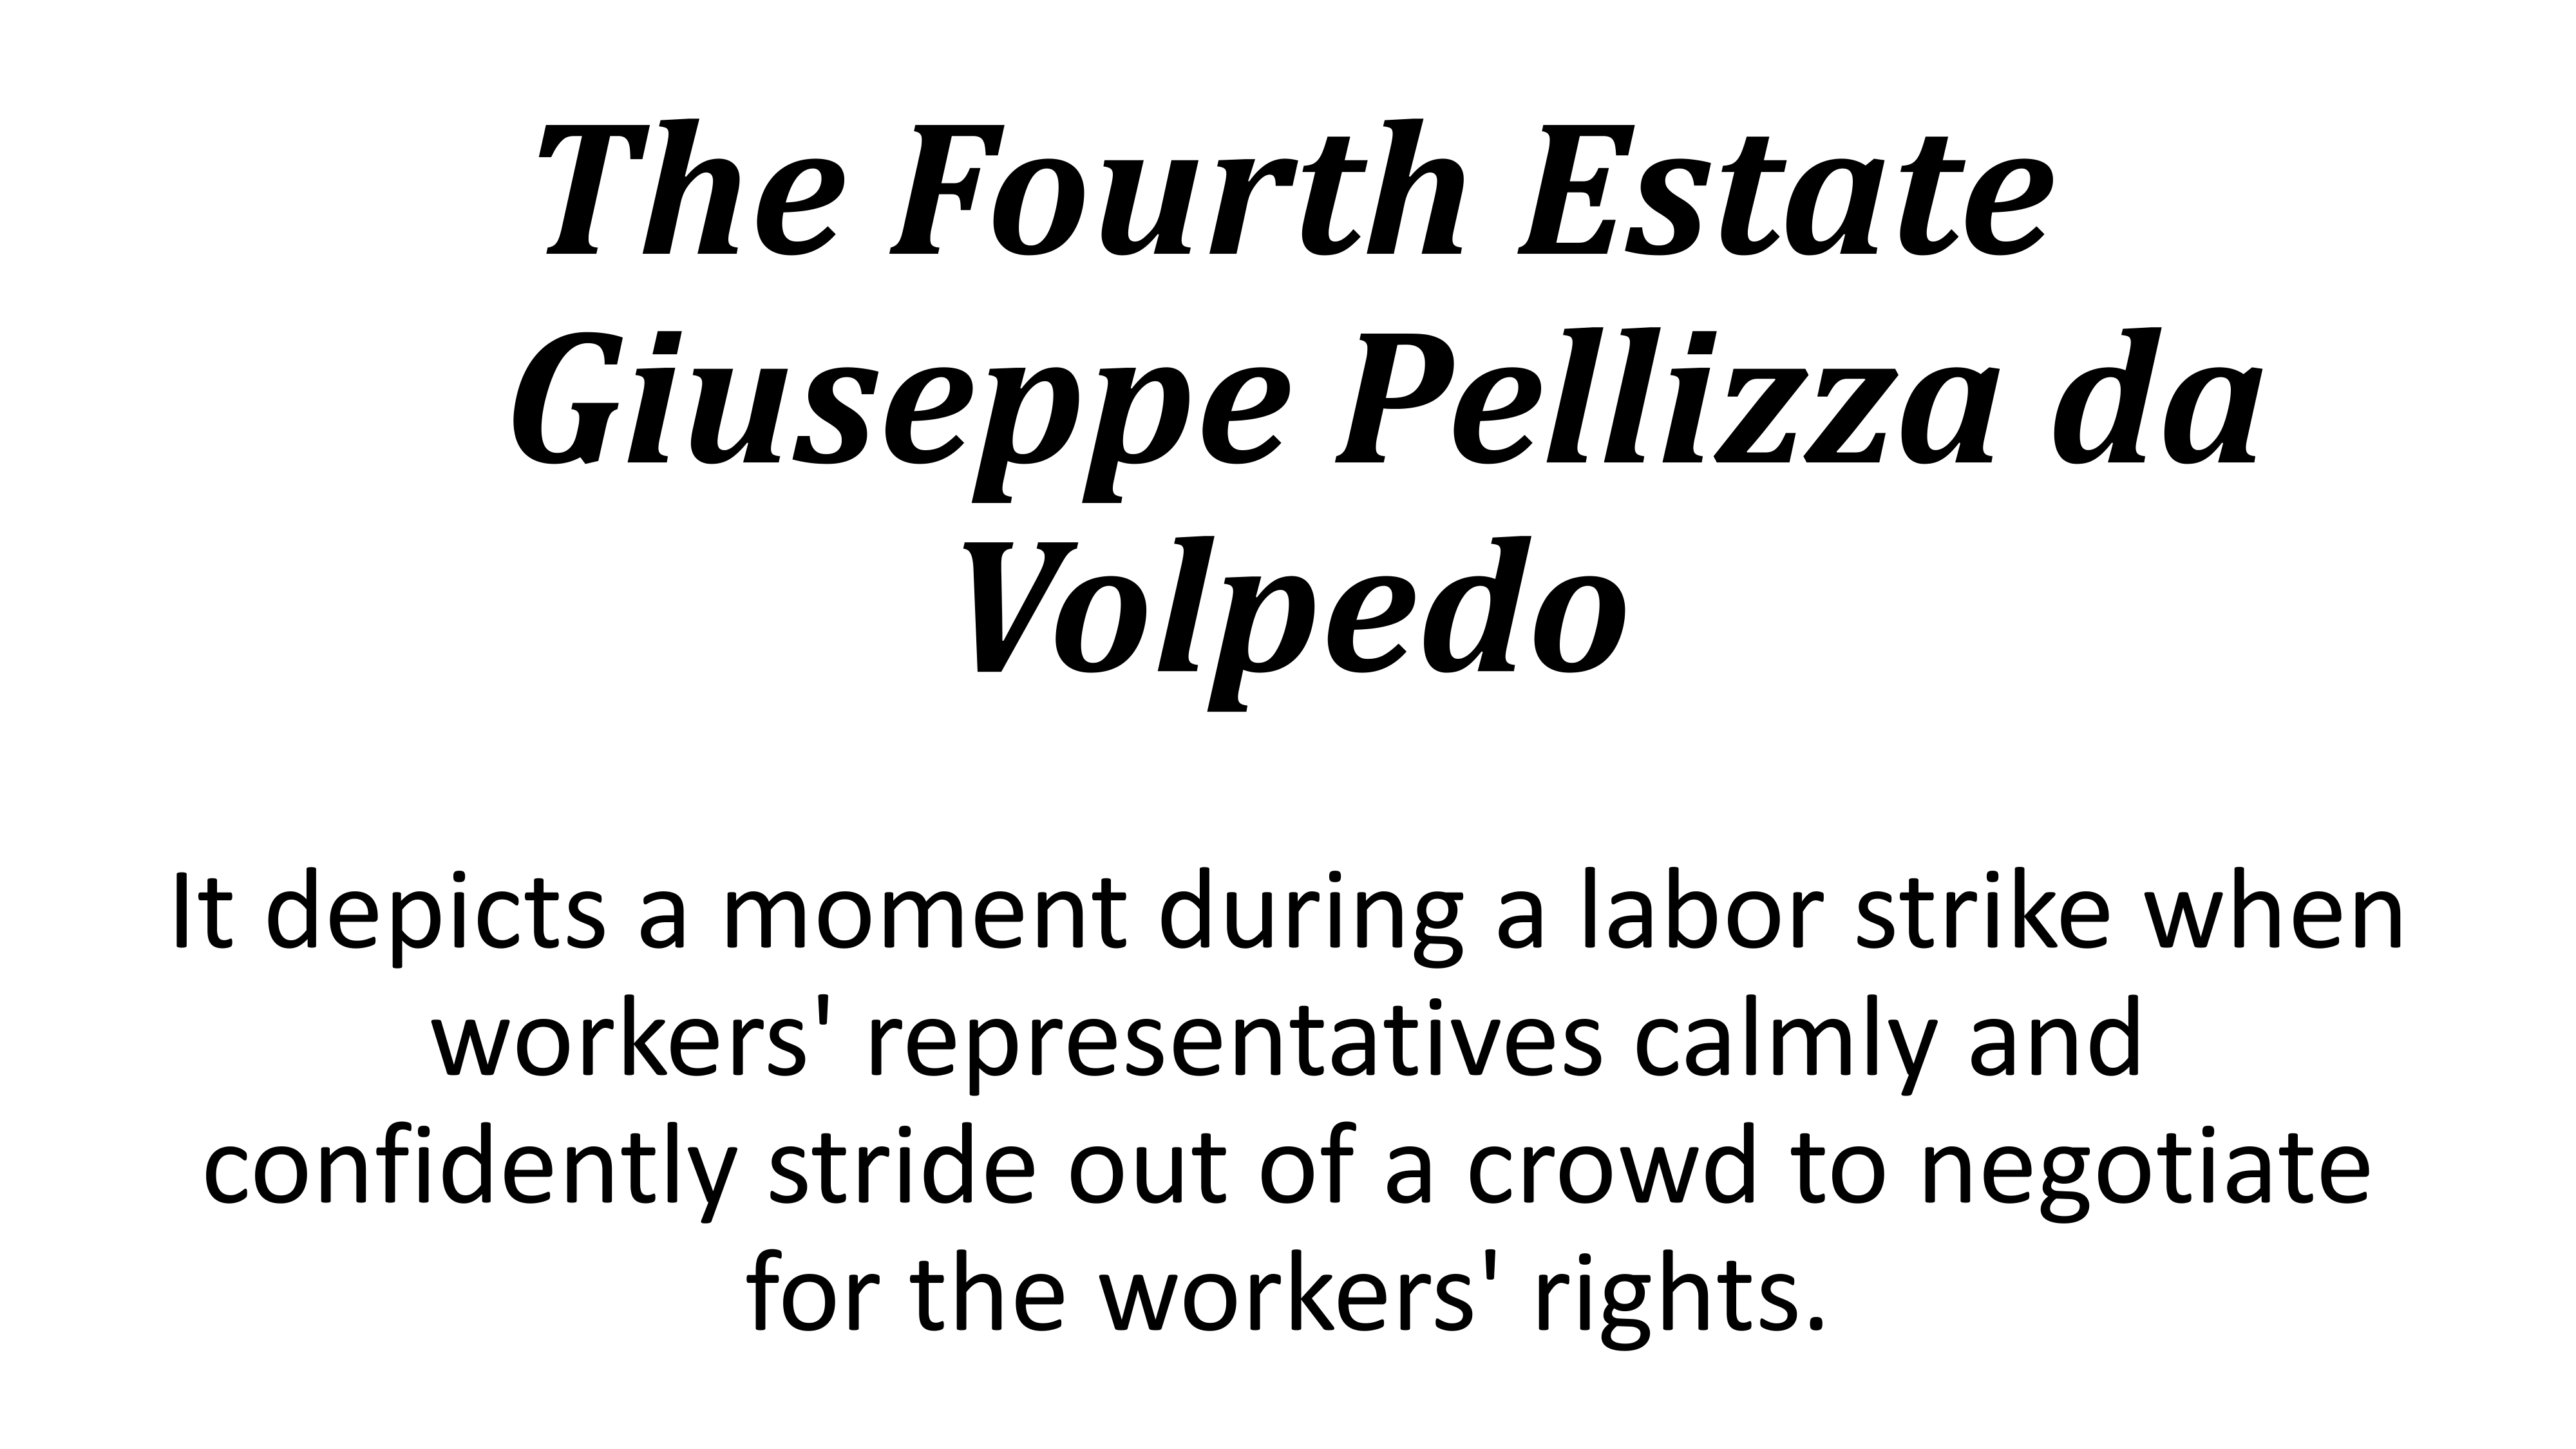 The Fourth Estate
Giuseppe Pellizza da
Volpedo
It depicts a moment during a labor strike when
workers' representatives calmly and
confidently stride out of a crowd to negotiate
for the workers' rights.